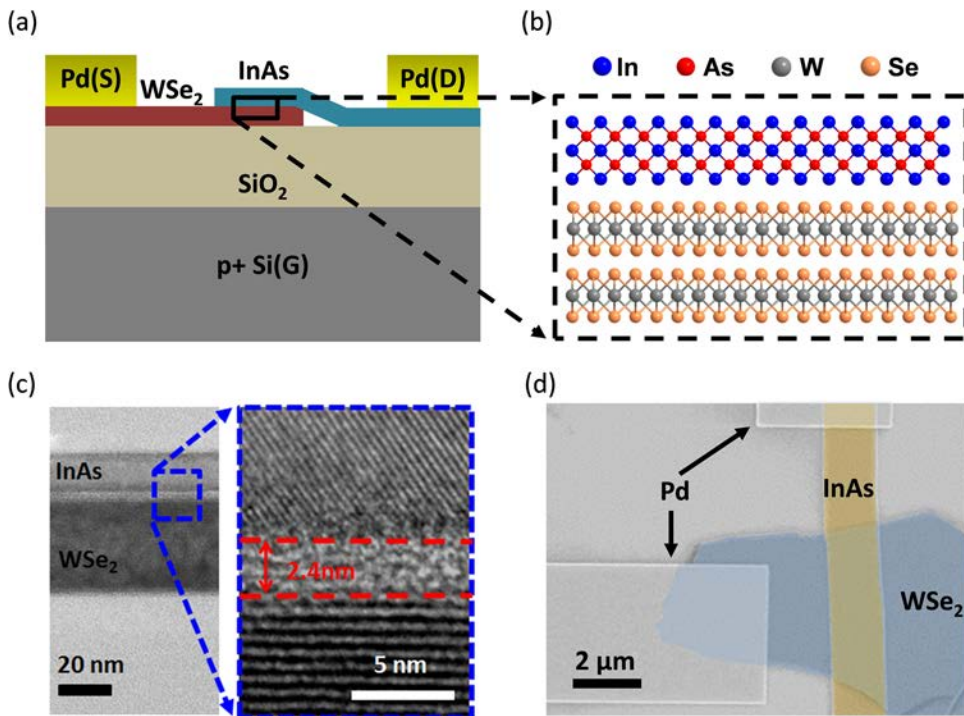 (a)
Pd(S)
WSe₂
InAs
Pd(D)
SiO₂
p+ Si(G)
(b)
In
As
W
Se
(c)
InAs
WSe₂
20 nm
2.4nm
5 nm
(d)
Pd
InAs
WSe₂
2 μm